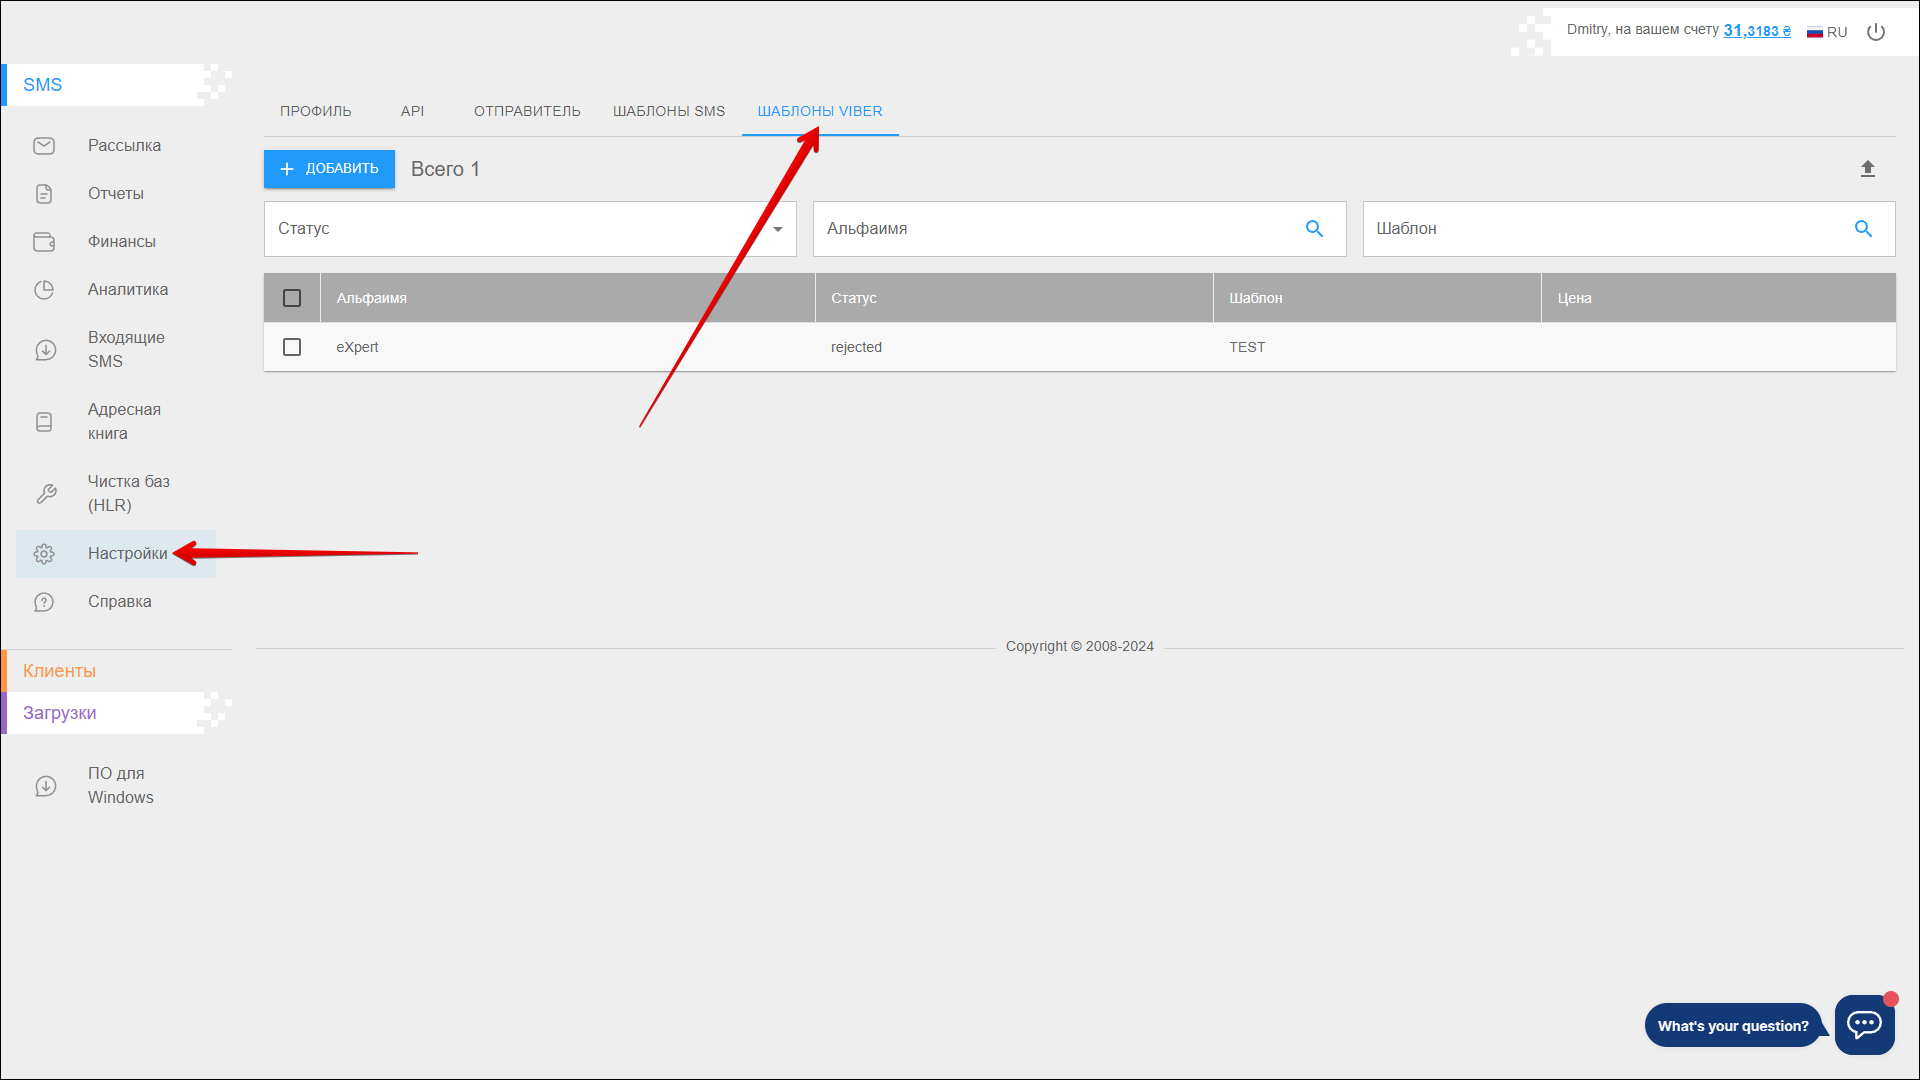 Dmitry, на вашем счету 31,3183 ₴ RU
SMS
Рассылка
Отчеты
Финансы
Аналитика
Входящие
SMS
Адресная
книга
Чистка баз
(HLR)
Настройки
Справка
Клиенты
Загрузки
ПО для
Windows
ПРОФИЛЬ API ОТПРАВИТЕЛЬ ШАБЛОНЫ SMS ШАБЛОНЫ VIBER
+ ДОБАВИТЬ Всего 1
Статус Альфаимя Шаблон
Альфаимя Статус Шаблон Цена
eXpert rejected TEST
Copyright © 2008-2024
What's your question?